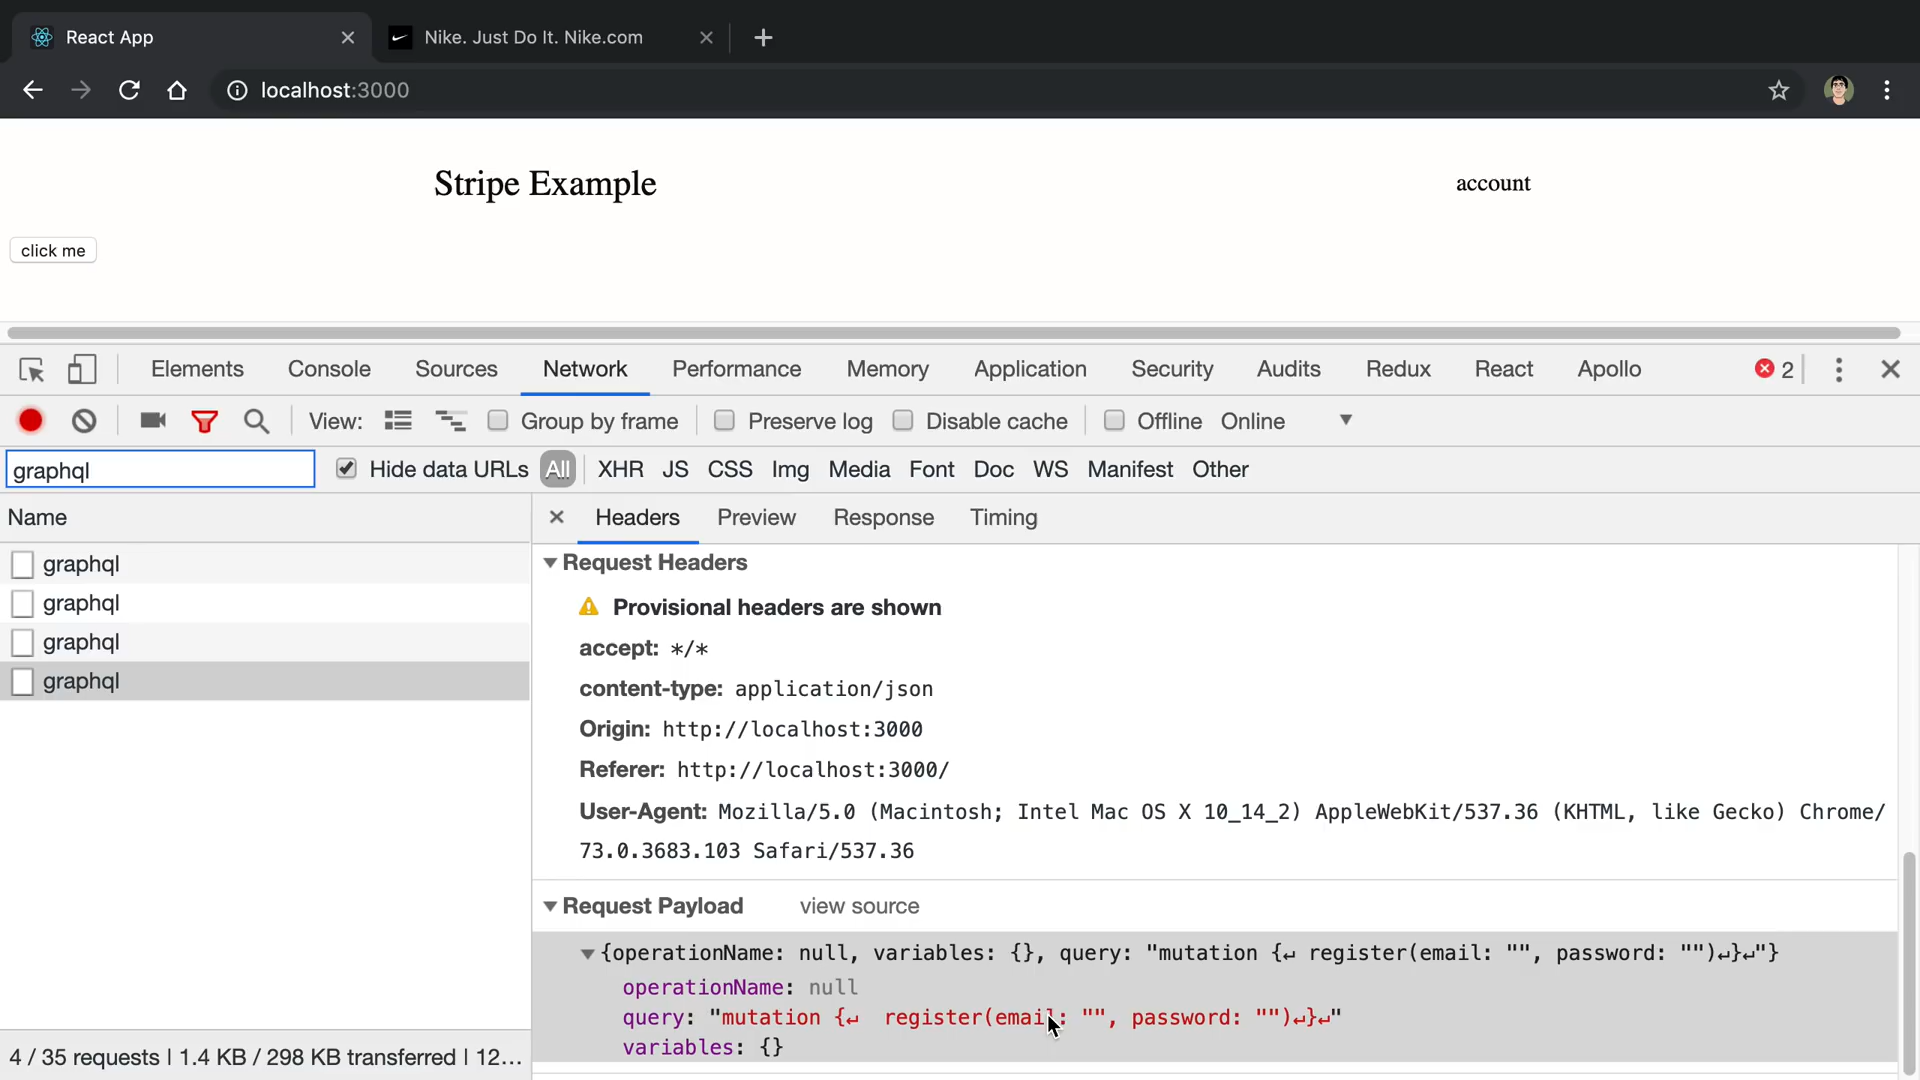 React App
Nike. Just Do It. Nike.com
localhost:3000
Stripe Example
account
click me
Elements Console Sources Network Performance Memory Application Security Audits Redux React Apollo 2
View: Group by frame Preserve log Disable cache Offline Online
graphql Hide data URLs All XHR JS CSS Img Media Font Doc WS Manifest Other
Name
graphql
graphql
graphql
graphql
4 / 35 requests | 1.4 KB / 298 KB transferred | 12...
Headers Preview Response Timing
Request Headers
Provisional headers are shown
accept: */*
content-type: application/json
Origin: http://localhost:3000
Referer: http://localhost:3000/
User-Agent: Mozilla/5.0 (Macintosh; Intel Mac OS X 10_14_2) AppleWebKit/537.36 (KHTML, like Gecko) Chrome/
73.0.3683.103 Safari/537.36
Request Payload view source
{operationName: null, variables: {}, query: "mutation {↵ register(email: "", password: "")↵}↵"}
operationName: null
query: "mutation {↵  register(email: "", password: "")↵}↵"
variables: {}